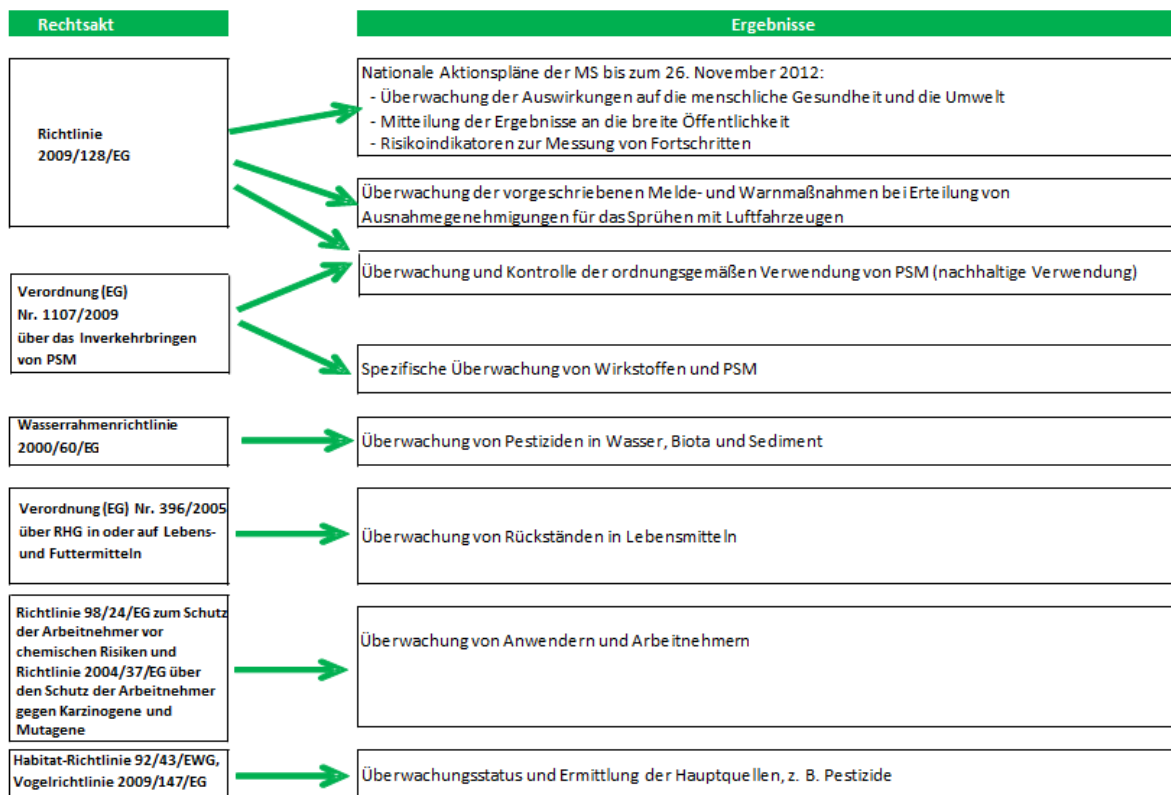 Rechtsakt
Ergebnisse
Richtlinie
2009/128/EG
Nationale Aktionspläne der MS bis zum 26. November 2012:
- Überwachung der Auswirkungen auf die menschliche Gesundheit und die Umwelt
- Mitteilung der Ergebnisse an die breite Öffentlichkeit
- Risikoindikatoren zur Messung von Fortschritten
Überwachung der vorgeschriebenen Melde- und Warnmaßnahmen bei Erteilung von
Ausnahmegenehmigungen für das Sprühen mit Luftfahrzeugen
Überwachung und Kontrolle der ordnungsgemäßen Verwendung von PSM (nachhaltige Verwendung)
Verordnung (EG)
Nr. 1107/2009
über das Inverkehrbringen
von PSM
Spezifische Überwachung von Wirkstoffen und PSM
Wasserrahmenrichtlinie
2000/60/EG
Überwachung von Pestiziden in Wasser, Biota und Sediment
Verordnung (EG) Nr. 396/2005
über RHG in oder auf Lebens-
und Futtermitteln
Überwachung von Rückständen in Lebensmitteln
Richtlinie 98/24/EG zum Schutz
der Arbeitnehmer vor
chemischen Risiken und
Richtlinie 2004/37/EG über
den Schutz der Arbeitnehmer
gegen Karzinogene und
Mutagene
Überwachung von Anwendern und Arbeitnehmern
Habitat-Richtlinie 92/43/EWG,
Vogelrichtlinie 2009/147/EG
Überwachungsstatus und Ermittlung der Hauptquellen, z. B. Pestizide